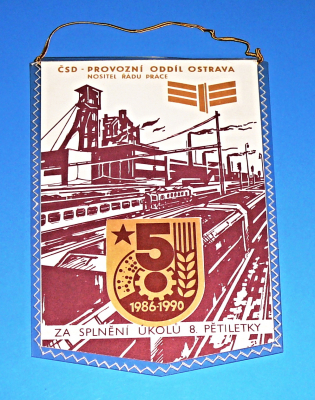 ČSD - PROVOZNÍ ODDÍL OSTRAVA
NOSITEL ŘÁDU PRÁCE
5
1986-1990
ZA SPLNĚNÍ ÚKOLŮ 8. PĚTILETKY